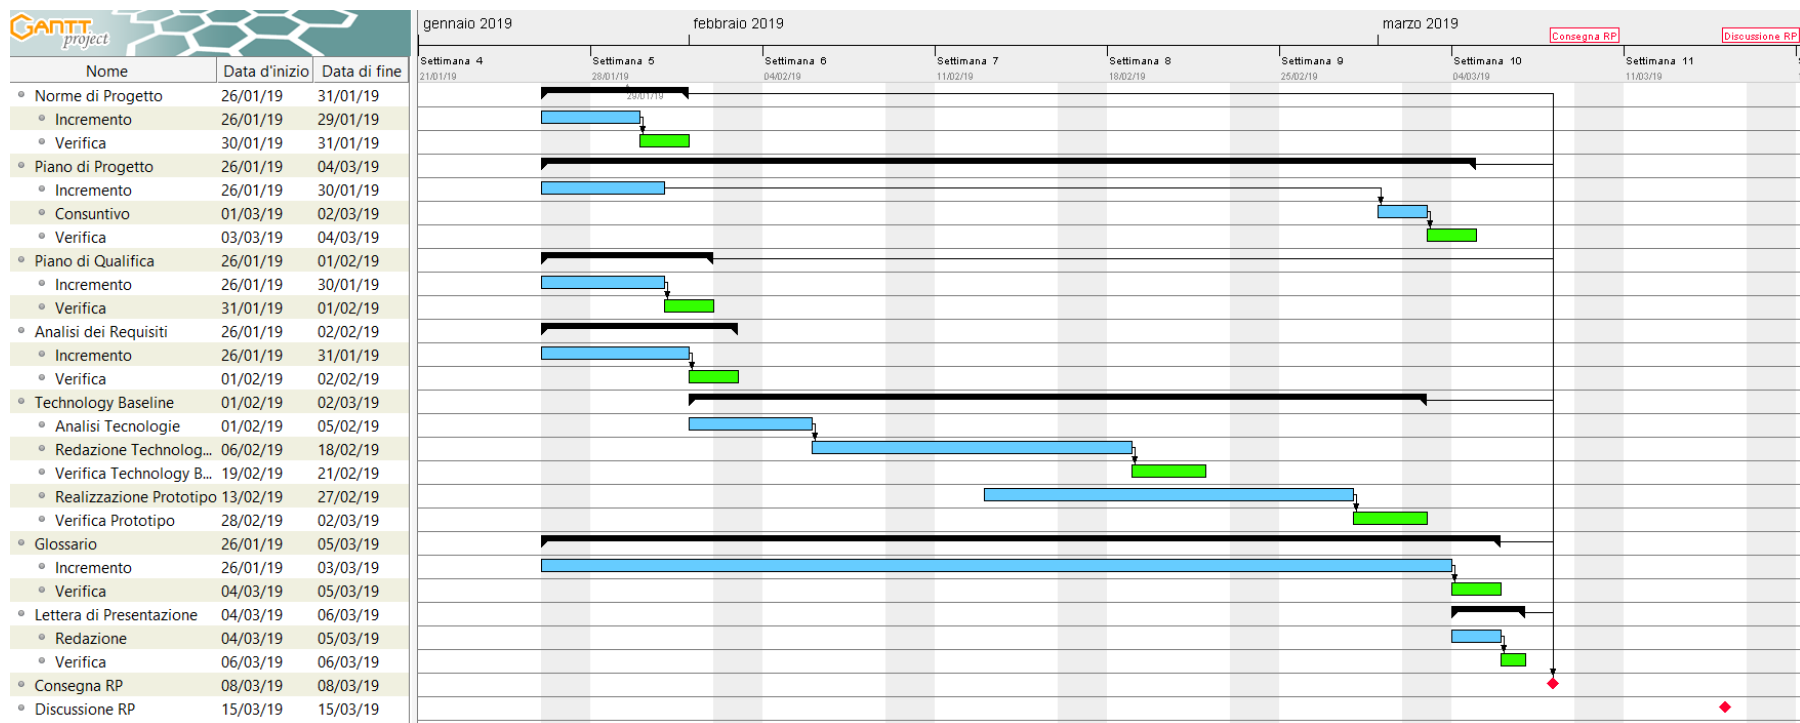 GANTT
project
gennaio 2019 febbraio 2019 marzo 2019
Consegna RP Discussione RP
Settimana 4 Settimana 5 Settimana 6 Settimana 7 Settimana 8 Settimana 9 Settimana 10 Settimana 11
21/01/19 28/01/19 04/02/19 11/02/19 18/02/19 25/02/19 04/03/19 11/03/19
29/01/19
Nome Data d'inizio Data di fine
Norme di Progetto 26/01/19 31/01/19
Incremento 26/01/19 29/01/19
Verifica 30/01/19 31/01/19
Piano di Progetto 26/01/19 04/03/19
Incremento 26/01/19 30/01/19
Consuntivo 01/03/19 02/03/19
Verifica 03/03/19 04/03/19
Piano di Qualifica 26/01/19 01/02/19
Incremento 26/01/19 30/01/19
Verifica 31/01/19 01/02/19
Analisi dei Requisiti 26/01/19 02/02/19
Incremento 26/01/19 31/01/19
Verifica 01/02/19 02/02/19
Technology Baseline 01/02/19 02/03/19
Analisi Tecnologie 01/02/19 05/02/19
Redazione Technolog... 06/02/19 18/02/19
Verifica Technology B... 19/02/19 21/02/19
Realizzazione Prototipo 13/02/19 27/02/19
Verifica Prototipo 28/02/19 02/03/19
Glossario 26/01/19 05/03/19
Incremento 26/01/19 03/03/19
Verifica 04/03/19 05/03/19
Lettera di Presentazione 04/03/19 06/03/19
Redazione 04/03/19 05/03/19
Verifica 06/03/19 06/03/19
Consegna RP 08/03/19 08/03/19
Discussione RP 15/03/19 15/03/19